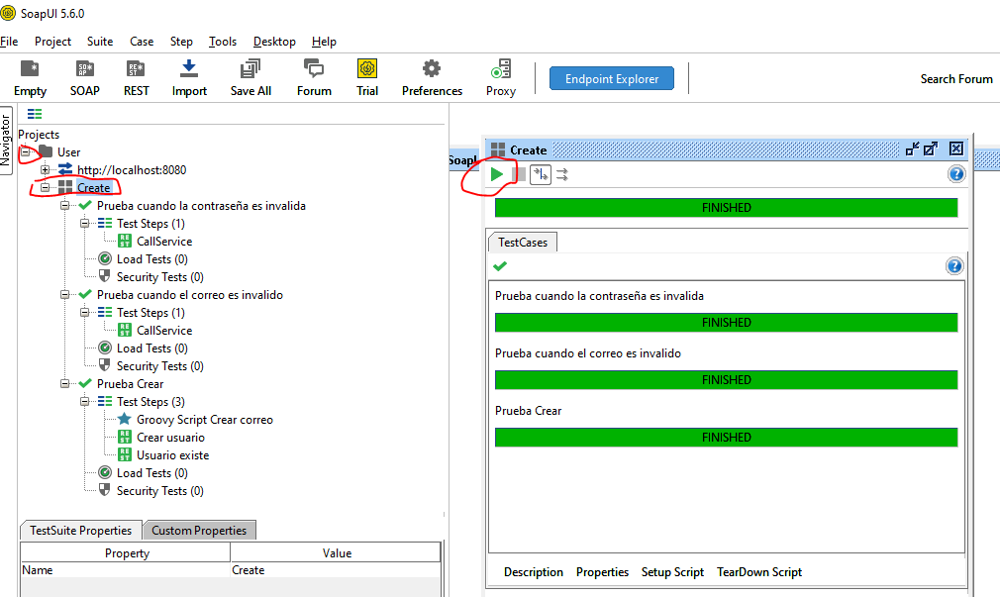 SoapUI 5.6.0
File Project Suite Case Step Tools Desktop Help
Empty SOAP REST Import Save All Forum Trial Preferences Proxy Endpoint Explorer Search Forum
Navigator
Projects
User
http://localhost:8080
Create
Prueba cuando la contraseña es invalida
Test Steps (1)
CallService
Load Tests (0)
Security Tests (0)
Prueba cuando el correo es invalido
Test Steps (1)
CallService
Load Tests (0)
Security Tests (0)
Prueba Crear
Test Steps (3)
Groovy Script Crear correo
Crear usuario
Usuario existe
Load Tests (0)
Security Tests (0)
TestSuite Properties Custom Properties
Property Value
Name Create
Create
FINISHED
TestCases
Prueba cuando la contraseña es invalida
FINISHED
Prueba cuando el correo es invalido
FINISHED
Prueba Crear
FINISHED
Description Properties Setup Script TearDown Script